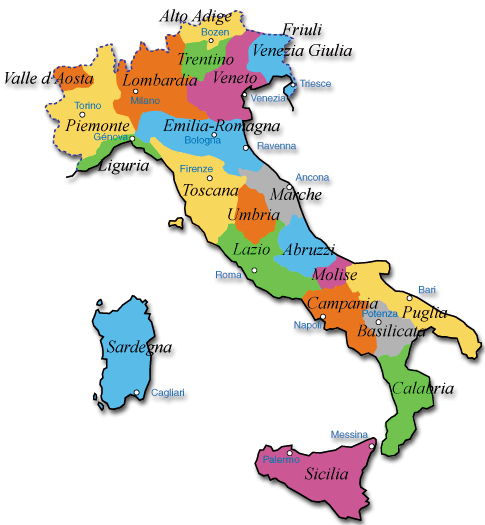 Alto Adige
Bozen
Friuli
Venezia Giulia
Trentino
Valle d'Aosta
Lombardia
Veneto
Triesce
Milano
Venezia
Torino
Piemonte
Emilia-Romagna
Génova
Bologna
Ravenna
Liguria
Firenze
Toscana
Ancona
Marche
Umbria
Lazio
Abruzzi
Roma
Molise
Bari
Campania
Puglia
Potenza
Napoli
Basilicata
Sardegna
Calabria
Cagliari
Messina
Palermo
Sicilia